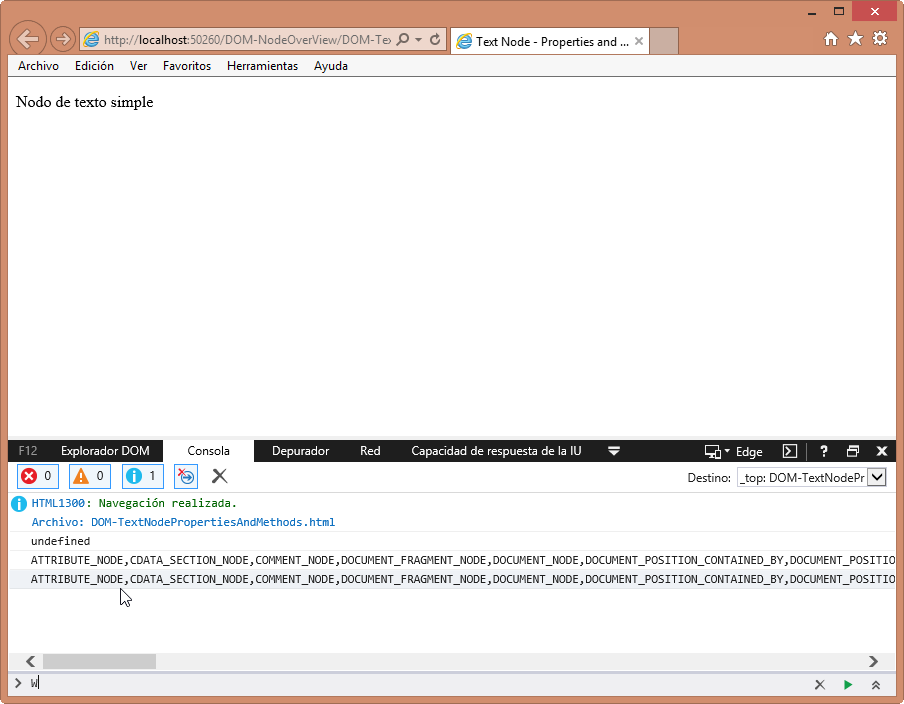 http://localhost:50260/DOM-NodeOverView/DOM-Te
Text Node - Properties and ...
Archivo Edición Ver Favoritos Herramientas Ayuda
Nodo de texto simple
F12 Explorador DOM Consola Depurador Red Capacidad de respuesta de la IU Edge ?
0 0 1 Destino: _top: DOM-TextNodePr
HTML1300: Navegación realizada.
Archivo: DOM-TextNodePropertiesAndMethods.html
undefined
ATTRIBUTE_NODE,CDATA_SECTION_NODE,COMMENT_NODE,DOCUMENT_FRAGMENT_NODE,DOCUMENT_NODE,DOCUMENT_POSITION_CONTAINED_BY,DOCUMENT_POSITIO
ATTRIBUTE_NODE,CDATA_SECTION_NODE,COMMENT_NODE,DOCUMENT_FRAGMENT_NODE,DOCUMENT_NODE,DOCUMENT_POSITION_CONTAINED_BY,DOCUMENT_POSITIO
W